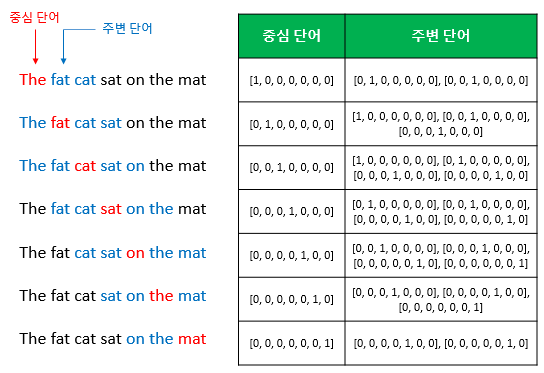 중심 단어
주변 단어
The fat cat sat on the mat
The fat cat sat on the mat
The fat cat sat on the mat
The fat cat sat on the mat
The fat cat sat on the mat
The fat cat sat on the mat
The fat cat sat on the mat
중심 단어 주변 단어
[1, 0, 0, 0, 0, 0, 0] [0, 1, 0, 0, 0, 0, 0], [0, 0, 1, 0, 0, 0, 0]
[0, 1, 0, 0, 0, 0, 0] [1, 0, 0, 0, 0, 0, 0], [0, 0, 1, 0, 0, 0, 0],
[0, 0, 0, 1, 0, 0, 0]
[0, 0, 1, 0, 0, 0, 0] [1, 0, 0, 0, 0, 0, 0], [0, 1, 0, 0, 0, 0, 0],
[0, 0, 0, 1, 0, 0, 0], [0, 0, 0, 0, 1, 0, 0]
[0, 0, 0, 1, 0, 0, 0] [0, 1, 0, 0, 0, 0, 0], [0, 0, 1, 0, 0, 0, 0],
[0, 0, 0, 0, 1, 0, 0], [0, 0, 0, 0, 0, 1, 0]
[0, 0, 0, 0, 1, 0, 0] [0, 0, 1, 0, 0, 0, 0], [0, 0, 0, 1, 0, 0, 0],
[0, 0, 0, 0, 0, 1, 0], [0, 0, 0, 0, 0, 0, 1]
[0, 0, 0, 0, 0, 1, 0] [0, 0, 0, 1, 0, 0, 0], [0, 0, 0, 0, 1, 0, 0],
[0, 0, 0, 0, 0, 0, 1]
[0, 0, 0, 0, 0, 0, 1] [0, 0, 0, 0, 1, 0, 0], [0, 0, 0, 0, 0, 1, 0]